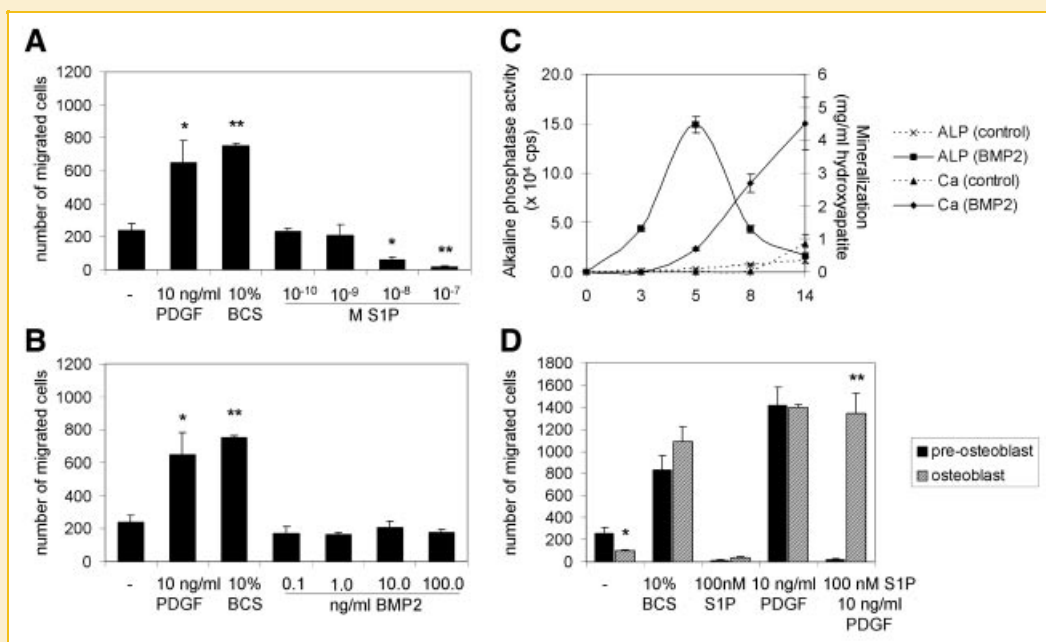 A
number of migrated cells
1200
1000
800
600
400
200
0
*
**
*
**
- 10 ng/ml 10% 10-10 10-9 10-8 10-7
PDGF BCS M S1P
B
number of migrated cells
1200
1000
800
600
400
200
0
*
**
- 10 ng/ml 10% 0.1 1.0 10.0 100.0
PDGF BCS ng/ml BMP2
C
Alkaline phosphatase actvity
(x 10⁴ cps)
20.0
15.0
10.0
5.0
0.0
6
5
4
3
2
1
0
Mineralization
(mg/ml hydroxyapatite
0 3 5 8 14
ALP (control)
ALP (BMP2)
Ca (control)
Ca (BMP2)
D
number of migrated cells
1800
1600
1400
1200
1000
800
600
400
200
0
*
**
- 10% 100nM 10 ng/ml 100 nM S1P
BCS S1P PDGF 10 ng/ml
PDGF
pre-osteoblast
osteoblast